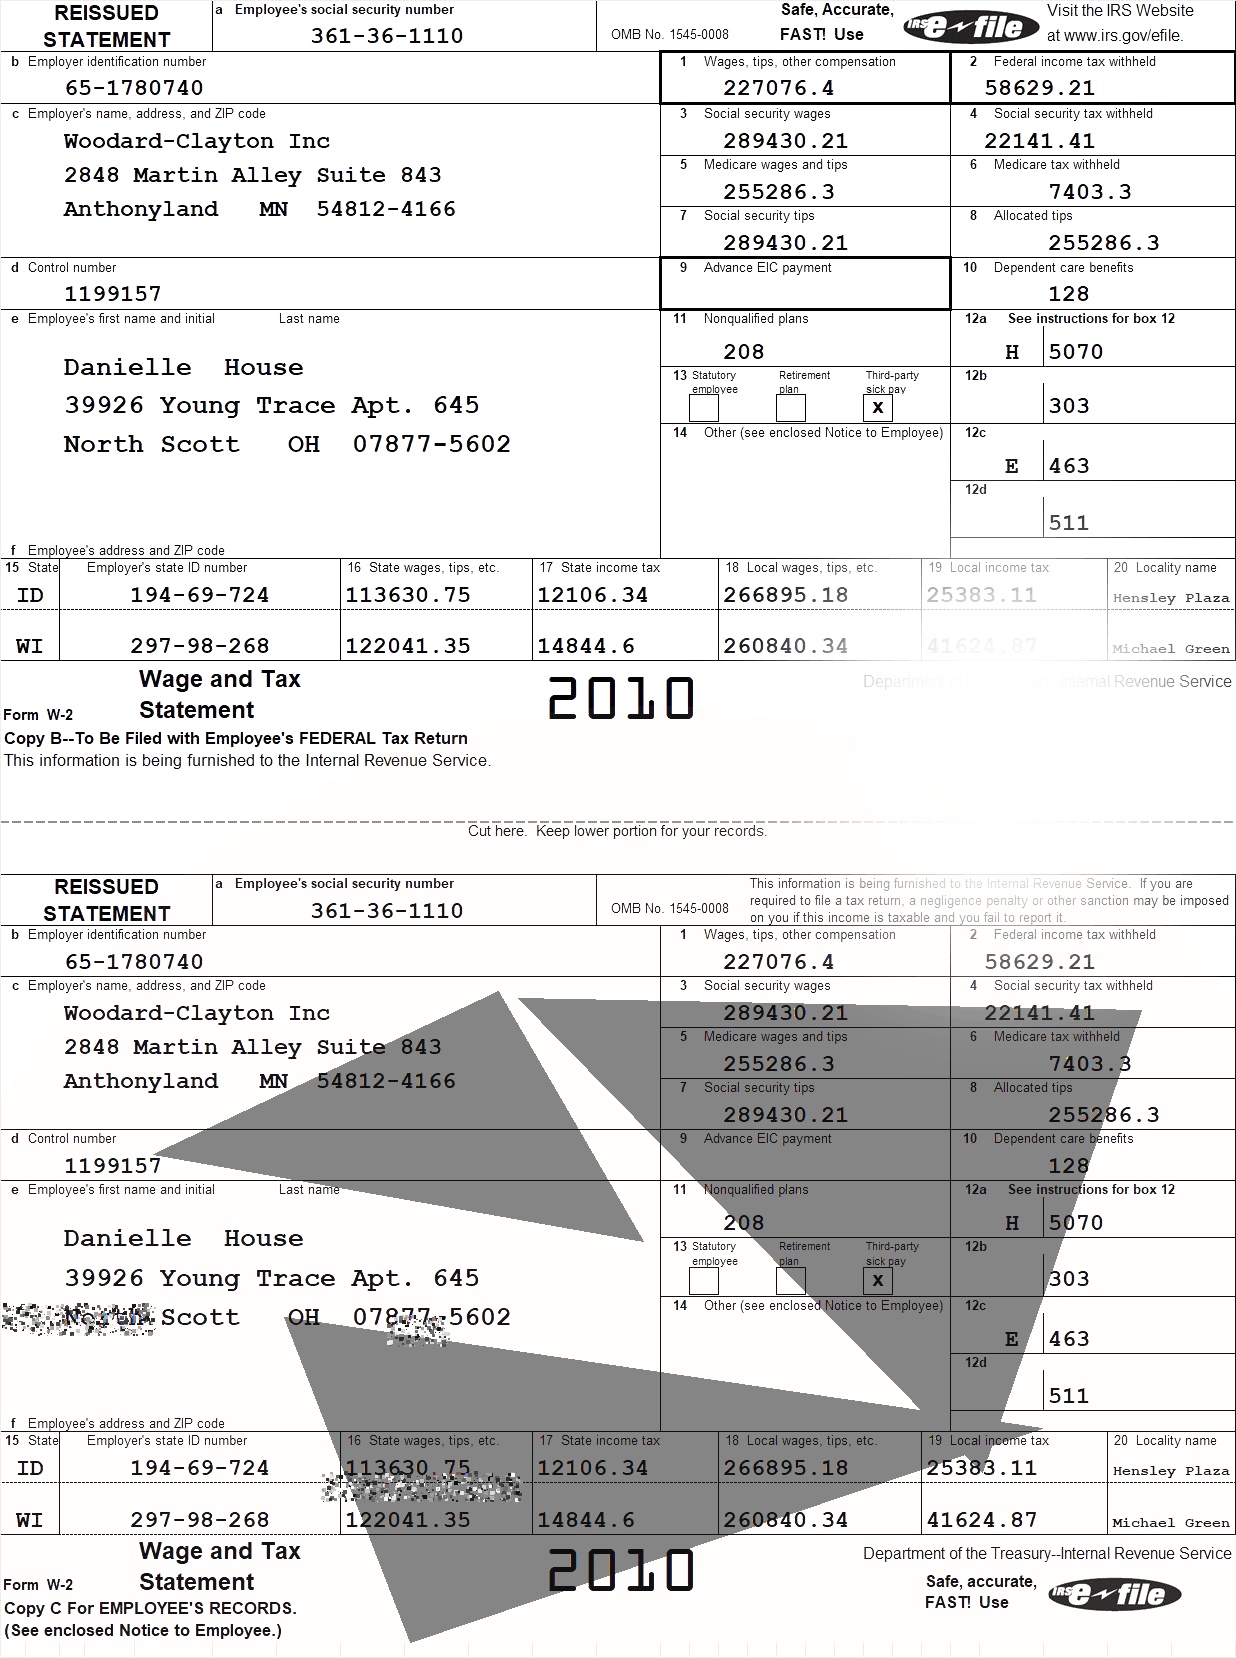 REISSUED STATEMENT
a Employee's social security number
361-36-1110
OMB No. 1545-0008
Safe, Accurate,
FAST! Use
IRS e-file
Visit the IRS Website
at www.irs.gov/efile.
b Employer identification number
65-1780740
1 Wages, tips, other compensation
227076.4
2 Federal income tax withheld
58629.21
c Employer's name, address, and ZIP code
Woodard-Clayton Inc
2848 Martin Alley Suite 843
Anthonyland MN 54812-4166
3 Social security wages
289430.21
4 Social security tax withheld
22141.41
5 Medicare wages and tips
255286.3
6 Medicare tax withheld
7403.3
7 Social security tips
289430.21
8 Allocated tips
255286.3
d Control number
1199157
9 Advance EIC payment
10 Dependent care benefits
128
e Employee's first name and initial Last name
Danielle House
39926 Young Trace Apt. 645
North Scott OH 07877-5602
11 Nonqualified plans
208
12a See instructions for box 12
H 5070
13 Statutory employee Retirement plan Third-party sick pay
X
12b
303
14 Other (see enclosed Notice to Employee)
12c
E 463
12d
511
f Employee's address and ZIP code
15 State Employer's state ID number 16 State wages, tips, etc. 17 State income tax 18 Local wages, tips, etc. 19 Local income tax 20 Locality name
ID 194-69-724 113630.75 12106.34 266895.18 25383.11 Hensley Plaza
WI 297-98-268 122041.35 14844.6 260840.34 41624.87 Michael Green
Wage and Tax
Statement
Form W-2
2010
Department of the Treasury--Internal Revenue Service
Copy B--To Be Filed with Employee's FEDERAL Tax Return
This information is being furnished to the Internal Revenue Service.
Cut here. Keep lower portion for your records.
REISSUED STATEMENT
a Employee's social security number
361-36-1110
OMB No. 1545-0008
This information is being furnished to the Internal Revenue Service. If you are
required to file a tax return, a negligence penalty or other sanction may be imposed
on you if this income is taxable and you fail to report it.
b Employer identification number
65-1780740
1 Wages, tips, other compensation
227076.4
2 Federal income tax withheld
58629.21
c Employer's name, address, and ZIP code
Woodard-Clayton Inc
2848 Martin Alley Suite 843
Anthonyland MN 54812-4166
3 Social security wages
289430.21
4 Social security tax withheld
22141.41
5 Medicare wages and tips
255286.3
6 Medicare tax withheld
7403.3
7 Social security tips
289430.21
8 Allocated tips
255286.3
d Control number
1199157
9 Advance EIC payment
10 Dependent care benefits
128
e Employee's first name and initial Last name
Danielle House
39926 Young Trace Apt. 645
North Scott OH 07877-5602
11 Nonqualified plans
208
12a See instructions for box 12
H 5070
13 Statutory employee Retirement plan Third-party sick pay
X
12b
303
14 Other (see enclosed Notice to Employee)
12c
E 463
12d
511
f Employee's address and ZIP code
15 State Employer's state ID number 16 State wages, tips, etc. 17 State income tax 18 Local wages, tips, etc. 19 Local income tax 20 Locality name
ID 194-69-724 113630.75 12106.34 266895.18 25383.11 Hensley Plaza
WI 297-98-268 122041.35 14844.6 260840.34 41624.87 Michael Green
Wage and Tax
Statement
Form W-2
2010
Department of the Treasury--Internal Revenue Service
Safe, accurate,
FAST! Use
IRS e-file
Copy C For EMPLOYEE'S RECORDS.
(See enclosed Notice to Employee.)